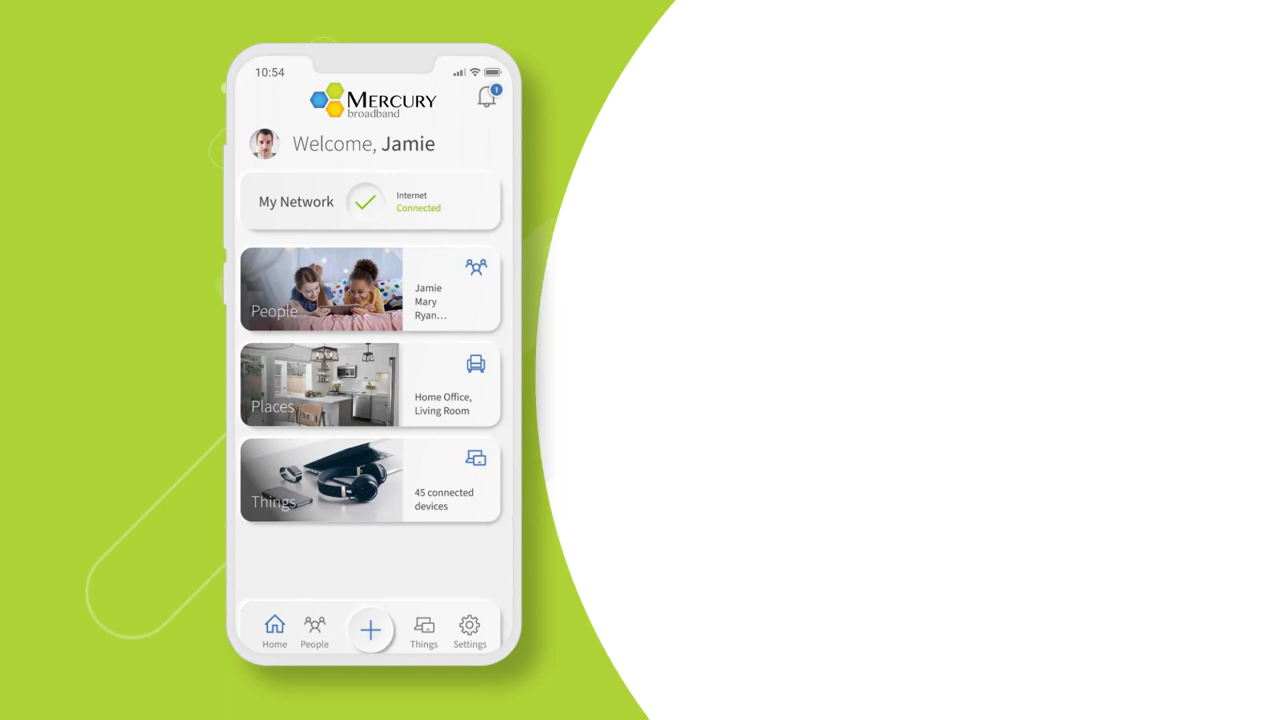 10:54
MERCURY
broadband
1
Welcome, Jamie
My Network
Internet
Connected
People
Jamie
Mary
Ryan...
Places
Home Office,
Living Room
Things
45 connected
devices
Home
People
Things
Settings